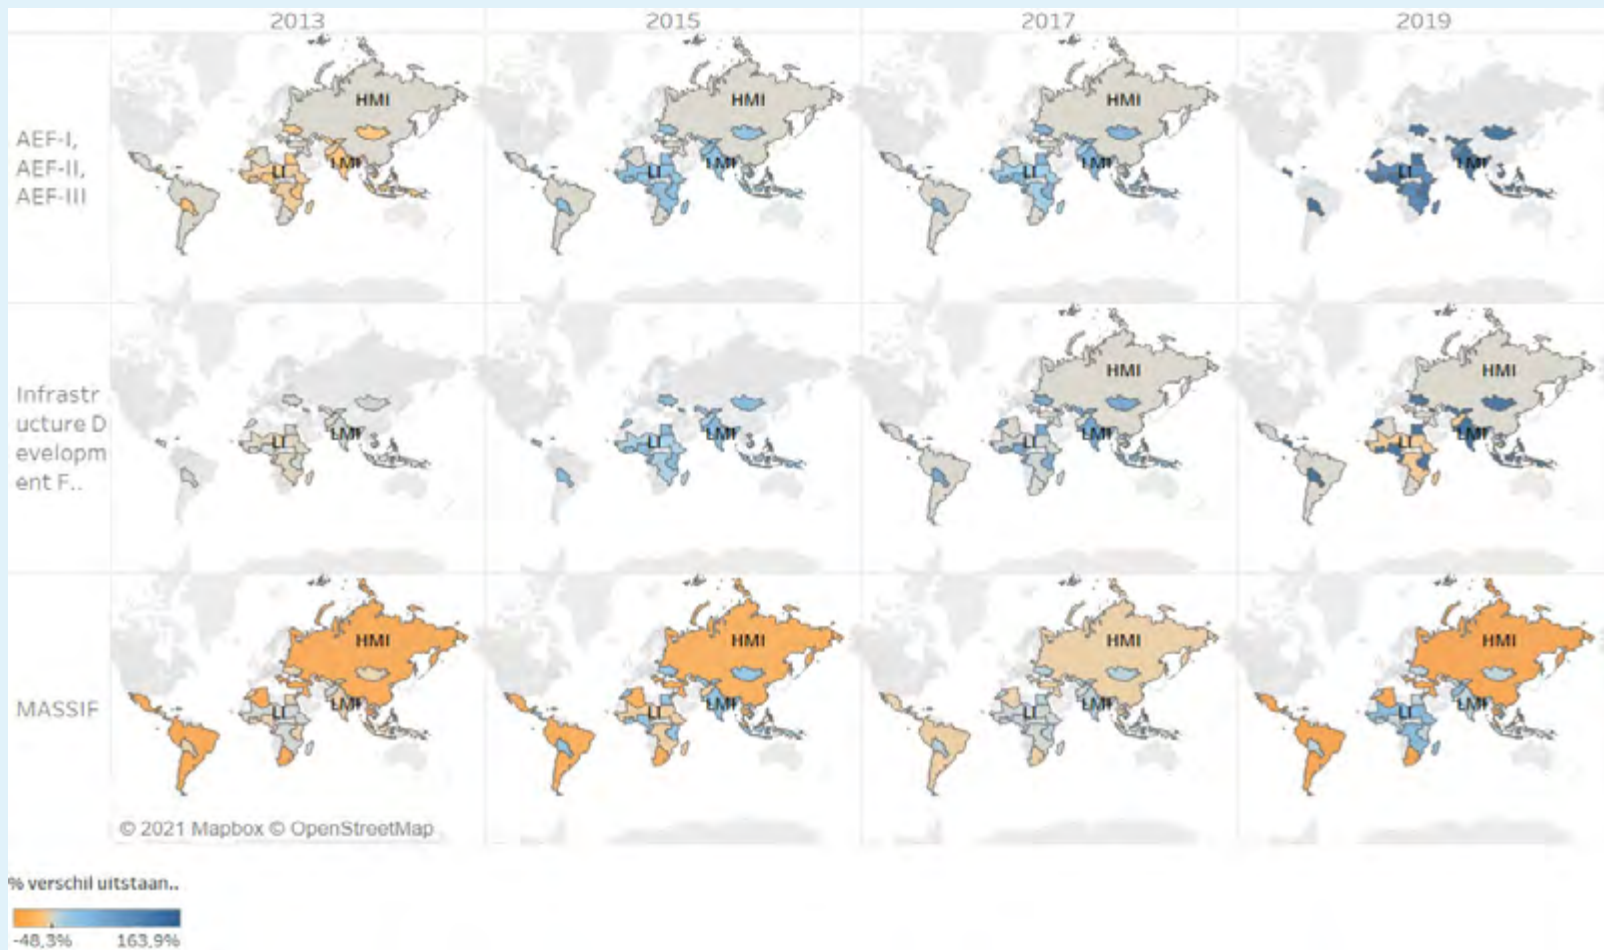 2013 2015 2017 2019
AEF-I,
AEF-II,
AEF-III
HMI LI LMI
HMI LI LMI
HMI LI LMI
LI LMI
Infrastr
ucture D
evelopm
ent F..
LI LMI
LI LMI
HMI LI LMI
HMI LI LMI
MASSIF
HMI LI LMI
HMI LI LMI
HMI LI LMI
HMI LI LMI
© 2021 Mapbox © OpenStreetMap
% verschil uitstaan..
-48,3% 163,9%